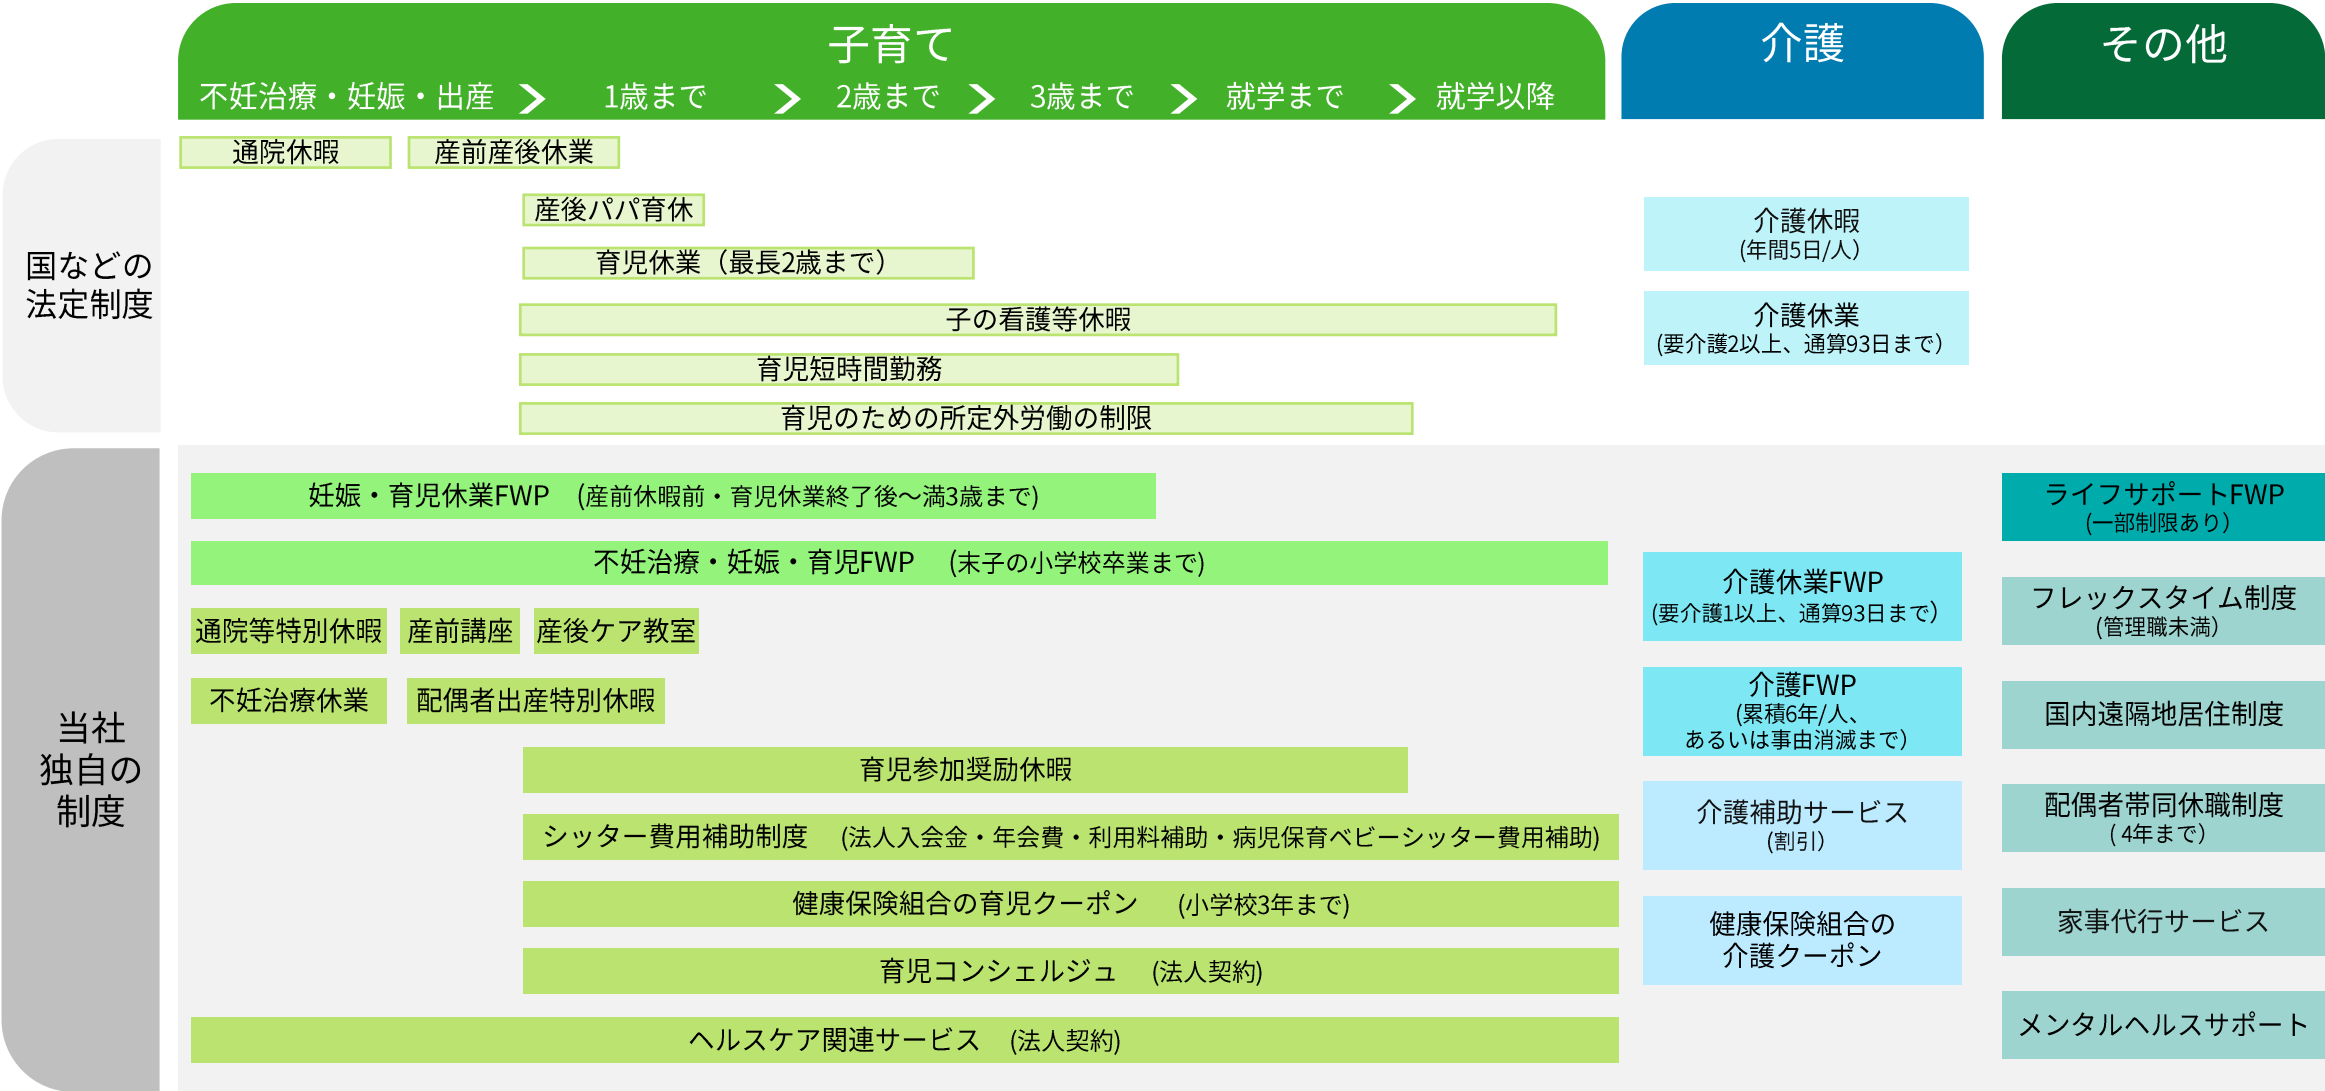 子育て
介護
その他
不妊治療・妊娠・出産
1歳まで
2歳まで
3歳まで
就学まで
就学以降
国などの
法定制度
通院休暇
産前産後休業
産後パパ育休
育児休業（最長2歳まで）
子の看護等休暇
育児短時間勤務
育児のための所定外労働の制限
介護休暇
(年間5日/人）
介護休業
(要介護2以上、通算93日まで）
当社
独自の
制度
妊娠・育児休業FWP　(産前休暇前・育児休業終了後～満3歳まで)
不妊治療・妊娠・育児FWP　(末子の小学校卒業まで)
通院等特別休暇
産前講座
産後ケア教室
不妊治療休業
配偶者出産特別休暇
育児参加奨励休暇
シッター費用補助制度　(法人入会金・年会費・利用料補助・病児保育ベビーシッター費用補助)
健康保険組合の育児クーポン　(小学校3年まで)
育児コンシェルジュ　(法人契約)
ヘルスケア関連サービス　(法人契約)
介護休業FWP
(要介護1以上、通算93日まで）
介護FWP
(累積6年/人、
あるいは事由消滅まで）
介護補助サービス
(割引）
健康保険組合の
介護クーポン
ライフサポートFWP
(一部制限あり）
フレックスタイム制度
(管理職未満）
国内遠隔地居住制度
配偶者帯同休職制度
( 4年まで）
家事代行サービス
メンタルヘルスサポート